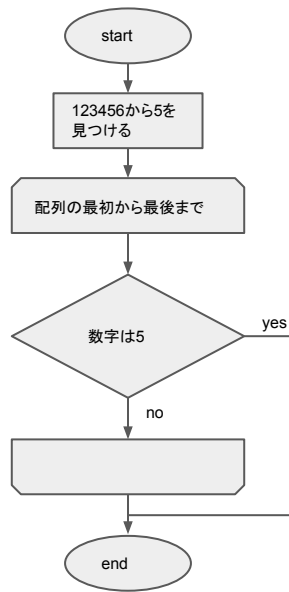 start
123456から5を
見つける
配列の最初から最後まで
数字は5
yes
no
end